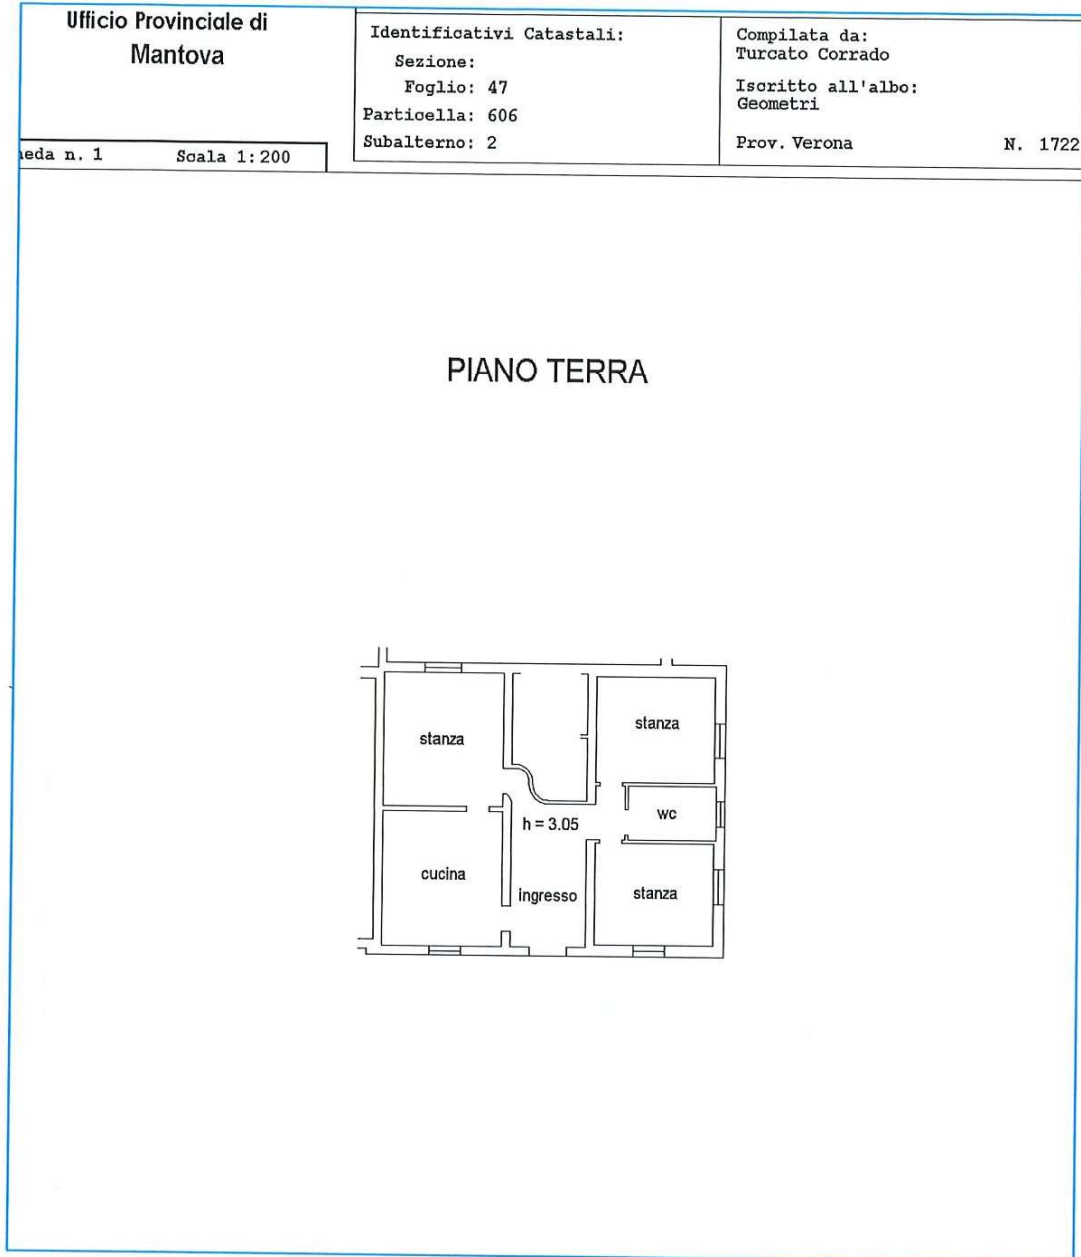 Ufficio Provinciale di
Mantova
Scheda n. 1 Scala 1:200
Identificativi Catastali:
Sezione:
Foglio: 47
Particella: 606
Subalterno: 2
Compilata da:
Turcato Corrado
Iscritto all'albo:
Geometri
Prov. Verona N. 1722
PIANO TERRA
stanza
stanza
wc
h = 3.05
cucina
ingresso
stanza